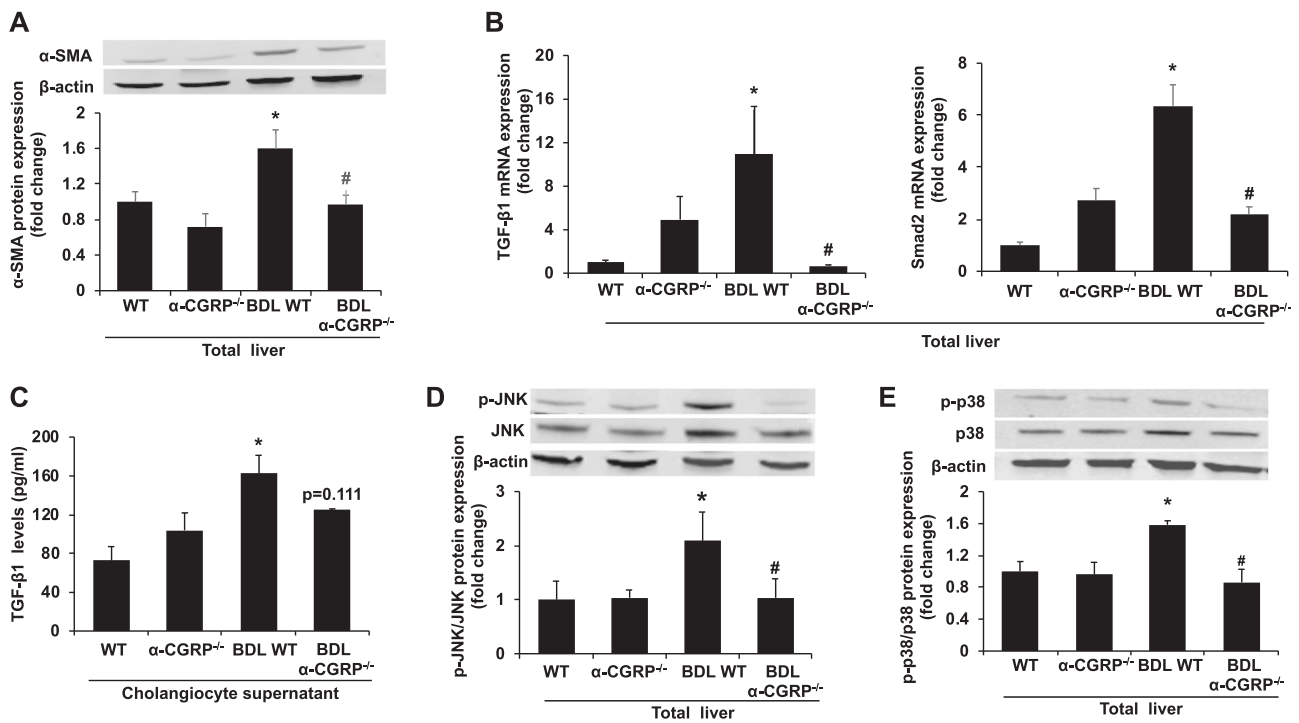 A
α-SMA
β-actin
α-SMA protein expression
(fold change)
2
1.6
1.2
0.8
0.4
0
*
#
WT
α-CGRP⁻/⁻
BDL WT
BDL
α-CGRP⁻/⁻
Total liver
B
TGF-β1 mRNA expression
(fold change)
20
16
12
8
4
0
*
#
WT
α-CGRP⁻/⁻
BDL WT
BDL
α-CGRP⁻/⁻
Smad2 mRNA expression
(fold change)
8
6
4
2
0
*
#
WT
α-CGRP⁻/⁻
BDL WT
BDL
α-CGRP⁻/⁻
Total liver
C
TGF-β1 levels (pg/ml)
200
160
120
80
40
0
*
p=0.111
WT
α-CGRP⁻/⁻
BDL WT
BDL
α-CGRP⁻/⁻
Cholangiocyte supernatant
D
p-JNK
JNK
β-actin
p-JNK/JNK protein expression
(fold change)
3
2
1
0
*
#
WT
α-CGRP⁻/⁻
BDL WT
BDL
α-CGRP⁻/⁻
Total liver
E
p-p38
p38
β-actin
p-p38/p38 protein expression
(fold change)
2
1.6
1.2
0.8
0.4
0
*
#
WT
α-CGRP⁻/⁻
BDL WT
BDL
α-CGRP⁻/⁻
Total liver